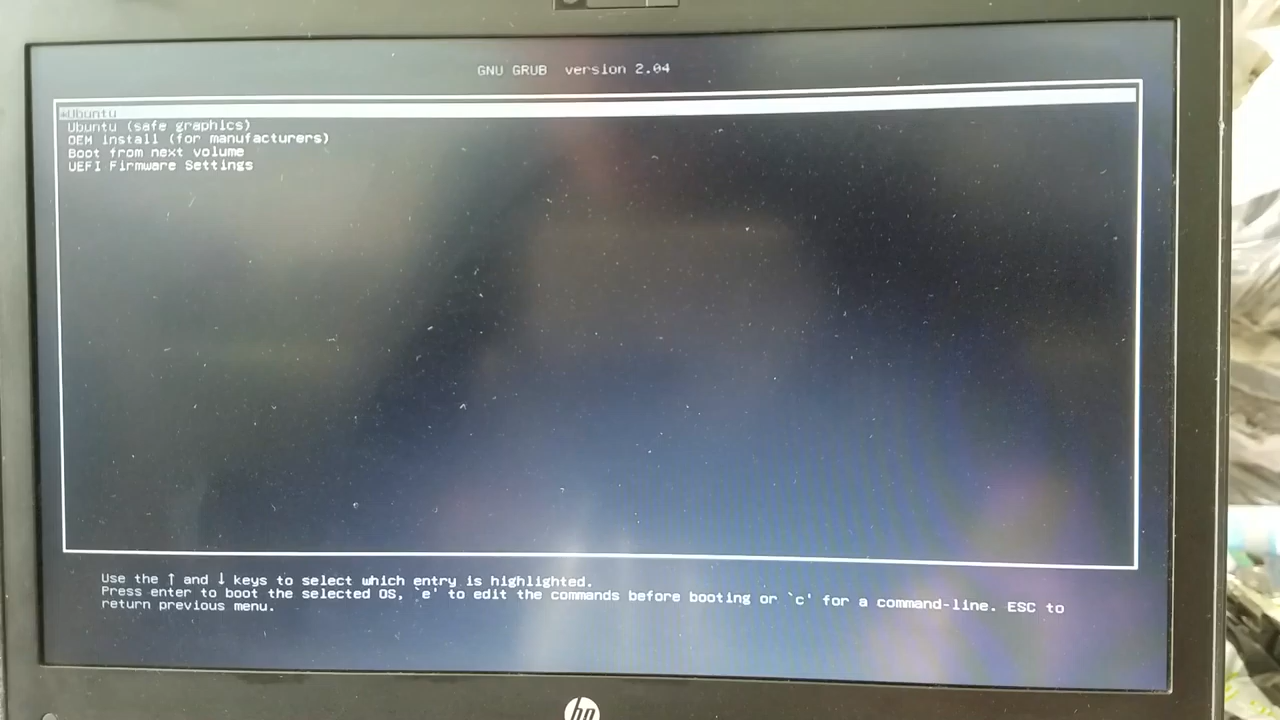 GNU GRUB version 2.04
*Ubuntu
Ubuntu (safe graphics)
OEM install (for manufacturers)
Boot from next volume
UEFI Firmware Settings
Use the ↑ and ↓ keys to select which entry is highlighted.
Press enter to boot the selected OS, `e' to edit the commands before booting or `c' for a command-line. ESC to
return previous menu.
hp